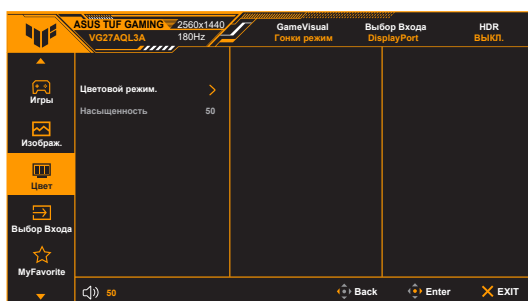 ASUS TUF GAMING 2560x1440 GameVisual Выбор Входа HDR
VG27AQL3A 180Hz Гонки режим DisplayPort ВЫКЛ.
Игры
Изображ.
Цвет
Выбор Входа
MyFavorite
Цветовой режим.
Насыщенность 50
50 Back Enter EXIT